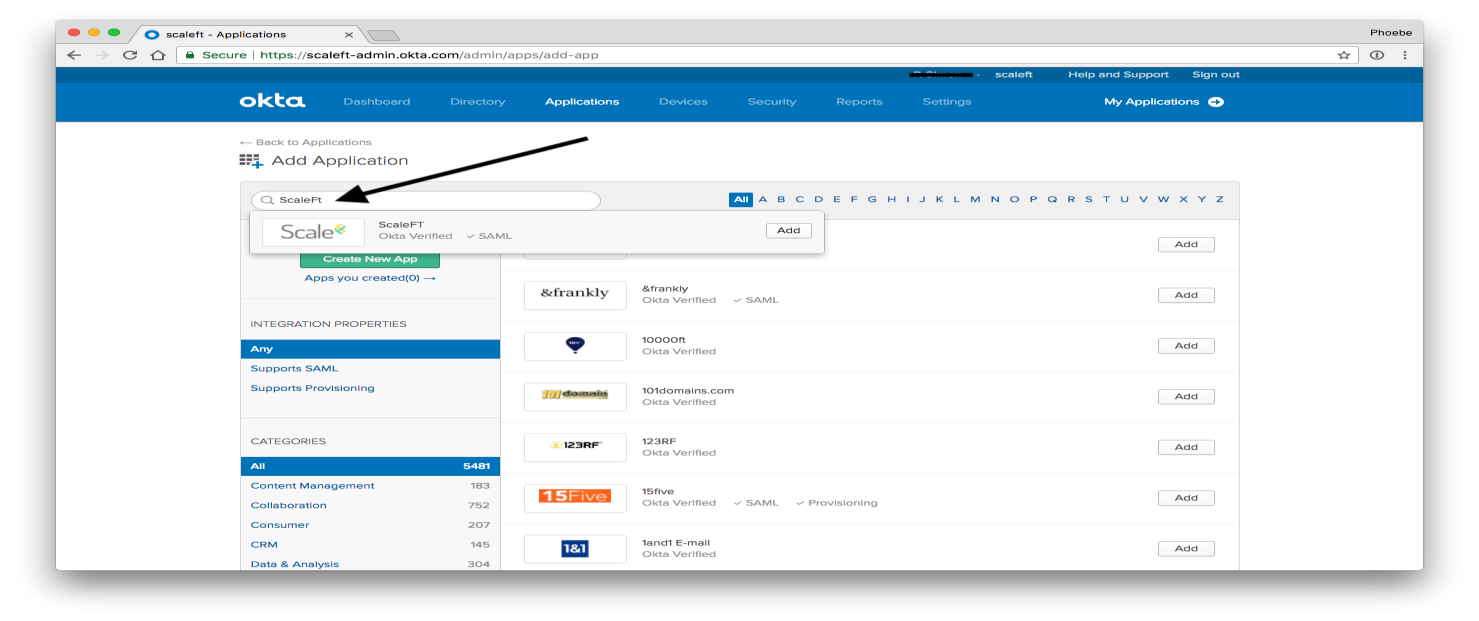 scaleft - Applications
Phoebe
Secure | https://scaleft-admin.okta.com/admin/apps/add-app
scaleft Help and Support Sign out
okta Dashboard Directory Applications Devices Security Reports Settings My Applications
← Back to Applications
Add Application
ScaleFt
All A B C D E F G H I J K L M N O P Q R S T U V W X Y Z
Scale ScaleFT
Okta Verified ✓ SAML
Add
Add
Create New App
Apps you created(0) →
INTEGRATION PROPERTIES
Any
Supports SAML
Supports Provisioning
CATEGORIES
All 5481
Content Management 183
Collaboration 752
Consumer 207
CRM 145
Data & Analysis 304
&frankly &frankly
Okta Verified ✓ SAML
Add
10000ft
Okta Verified
Add
101domain 101domains.com
Okta Verified
Add
123RF 123RF
Okta Verified
Add
15Five 15five
Okta Verified ✓ SAML ✓ Provisioning
Add
1&1 1and1 E-mail
Okta Verified
Add